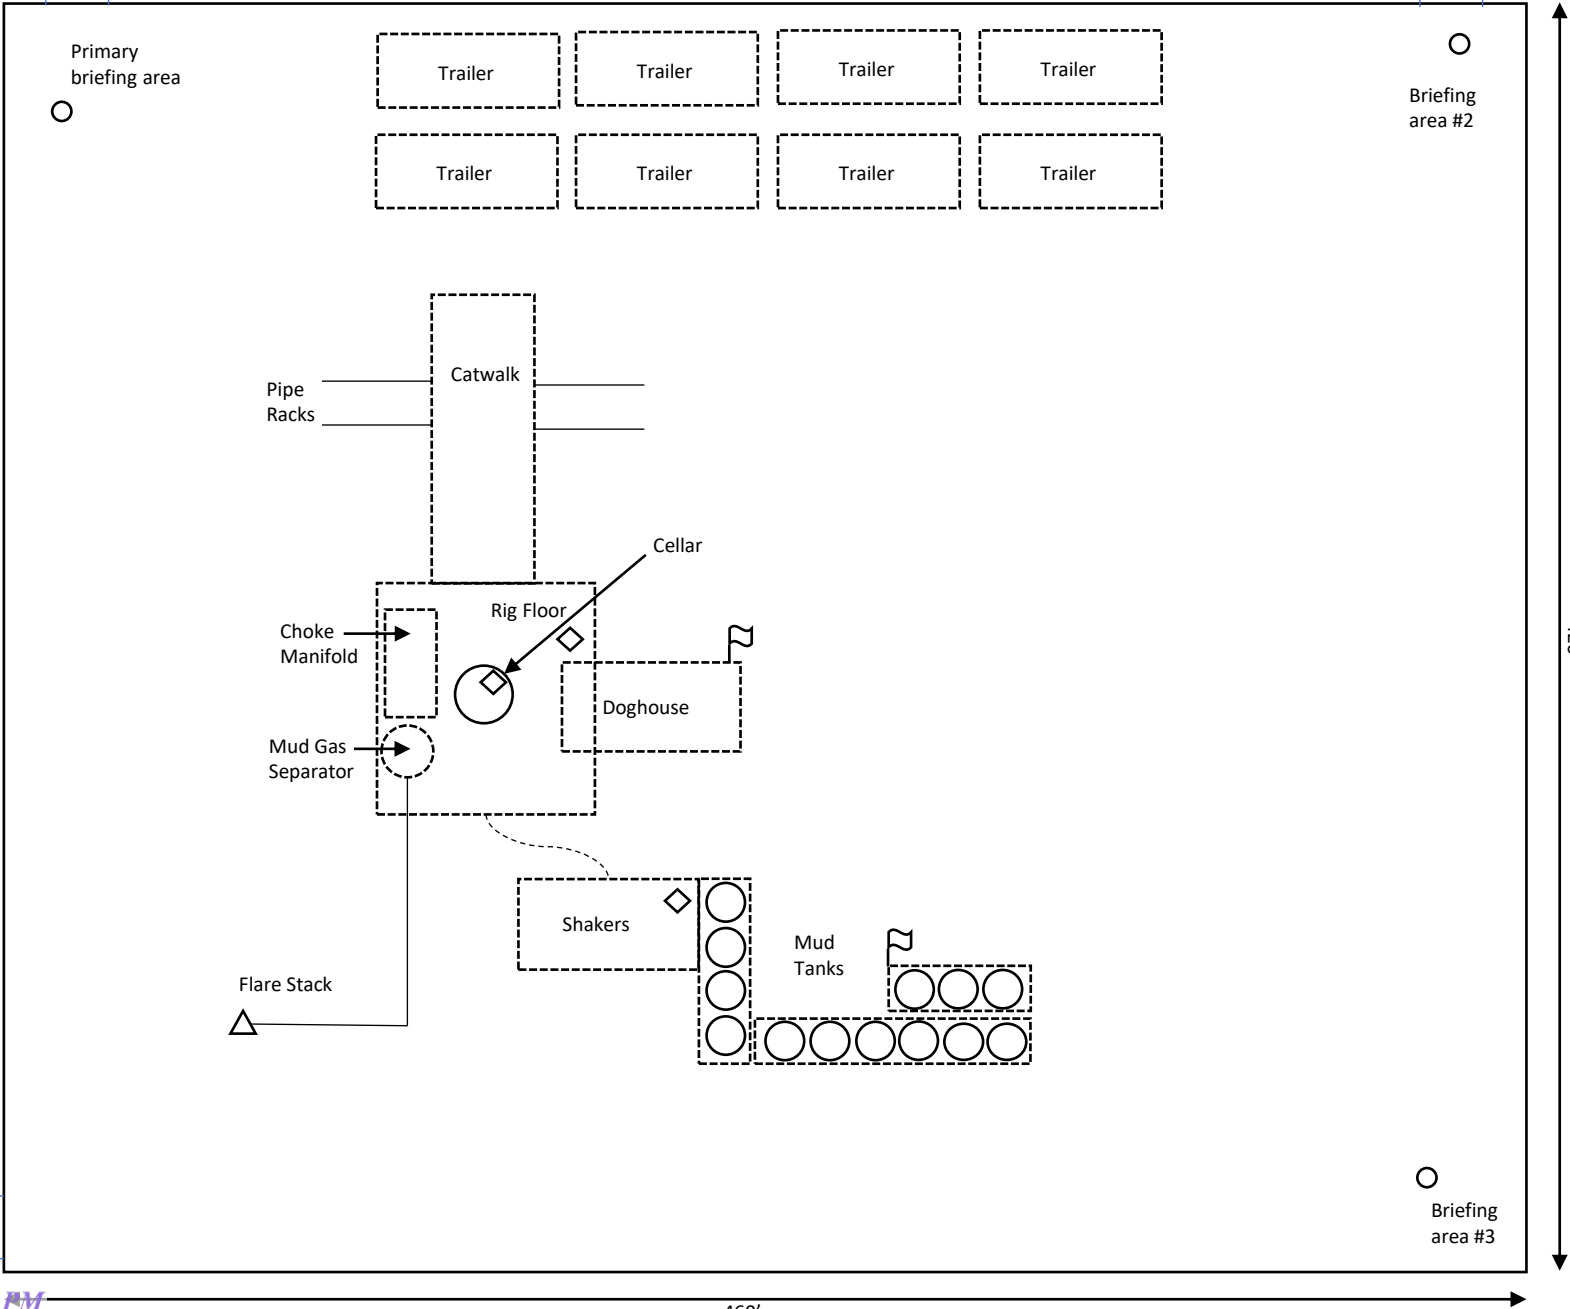 Primary
briefing area
Trailer
Trailer
Trailer
Trailer
Briefing
area #2
Trailer
Trailer
Trailer
Trailer
Catwalk
Pipe
Racks
Cellar
Rig Floor
Choke
Manifold
Doghouse
Mud Gas
Separator
Shakers
Mud
Tanks
Flare Stack
Briefing
area #3
PM